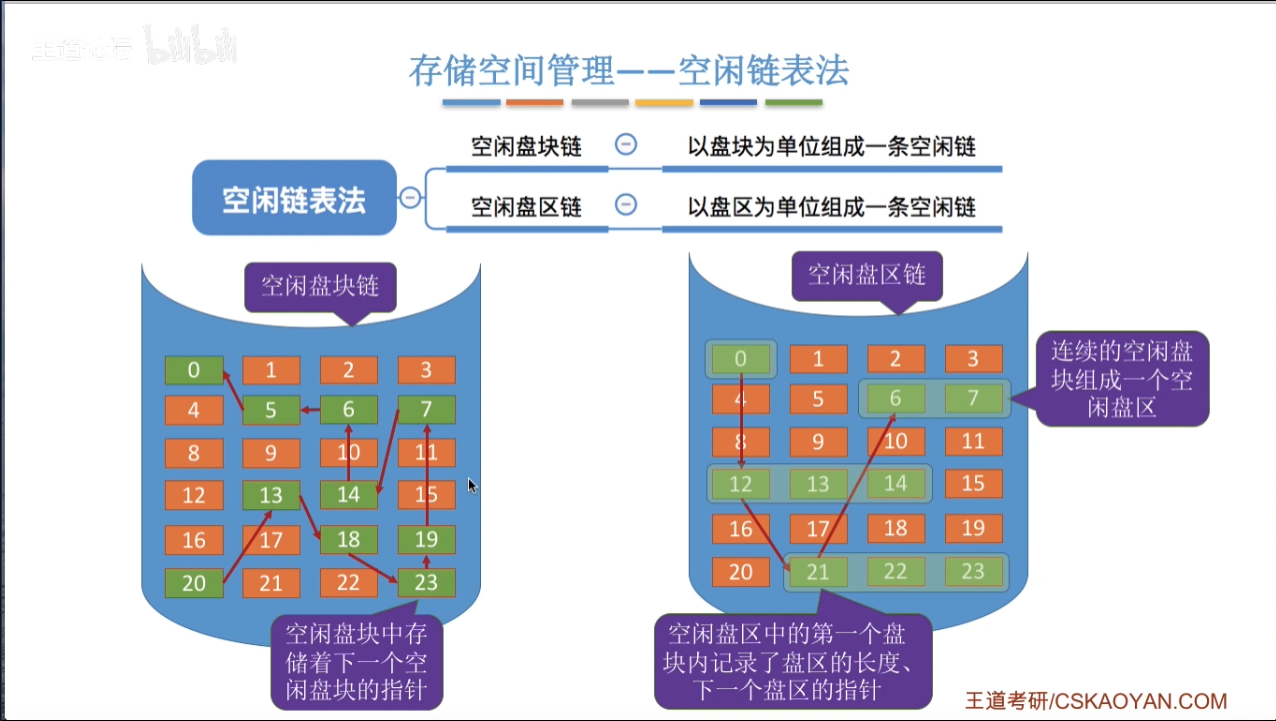 王道论坛 bilibili
存储空间管理——空闲链表法
空闲链表法
空闲盘块链
以盘块为单位组成一条空闲链
空闲盘区链
以盘区为单位组成一条空闲链
空闲盘块链
0 1 2 3
4 5 6 7
8 9 10 11
12 13 14 15
16 17 18 19
20 21 22 23
空闲盘块中存
储着下一个空
闲盘块的指针
空闲盘区链
0 1 2 3
4 5 6 7
8 9 10 11
12 13 14 15
16 17 18 19
20 21 22 23
连续的空闲盘
块组成一个空
闲盘区
空闲盘区中的第一个盘
块内记录了盘区的长度、
下一个盘区的指针
王道考研/CSKAOYAN.COM